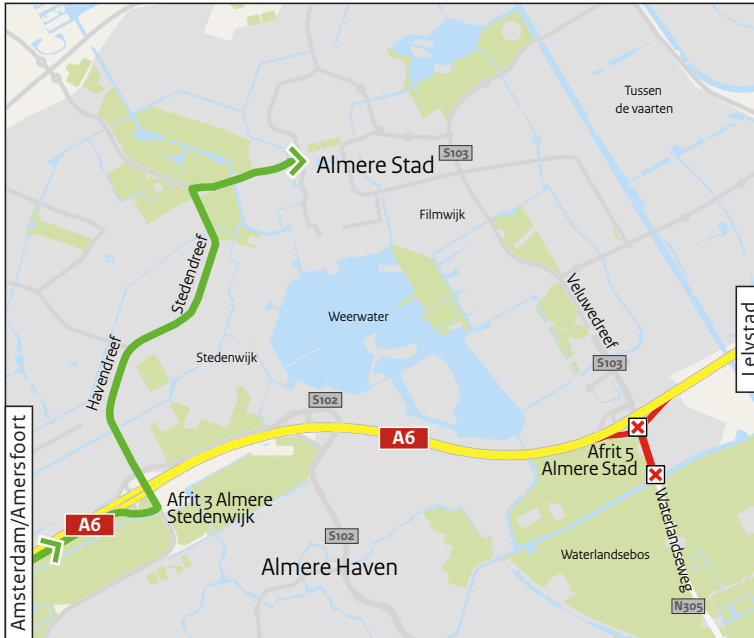 Tussen
de vaarten
S103
Almere Stad
Filmwijk
Stedendreef
Veluwedreef
Weerwater
Havendreef
Stedenwijk
S103
Lelystad
S102
A6
Afrit 5
Almere Stad
Amsterdam/Amersfoort
A6
Afrit 3 Almere
Stedenwijk
Waterlandseweg
S102
Waterlandsebos
Almere Haven
N305